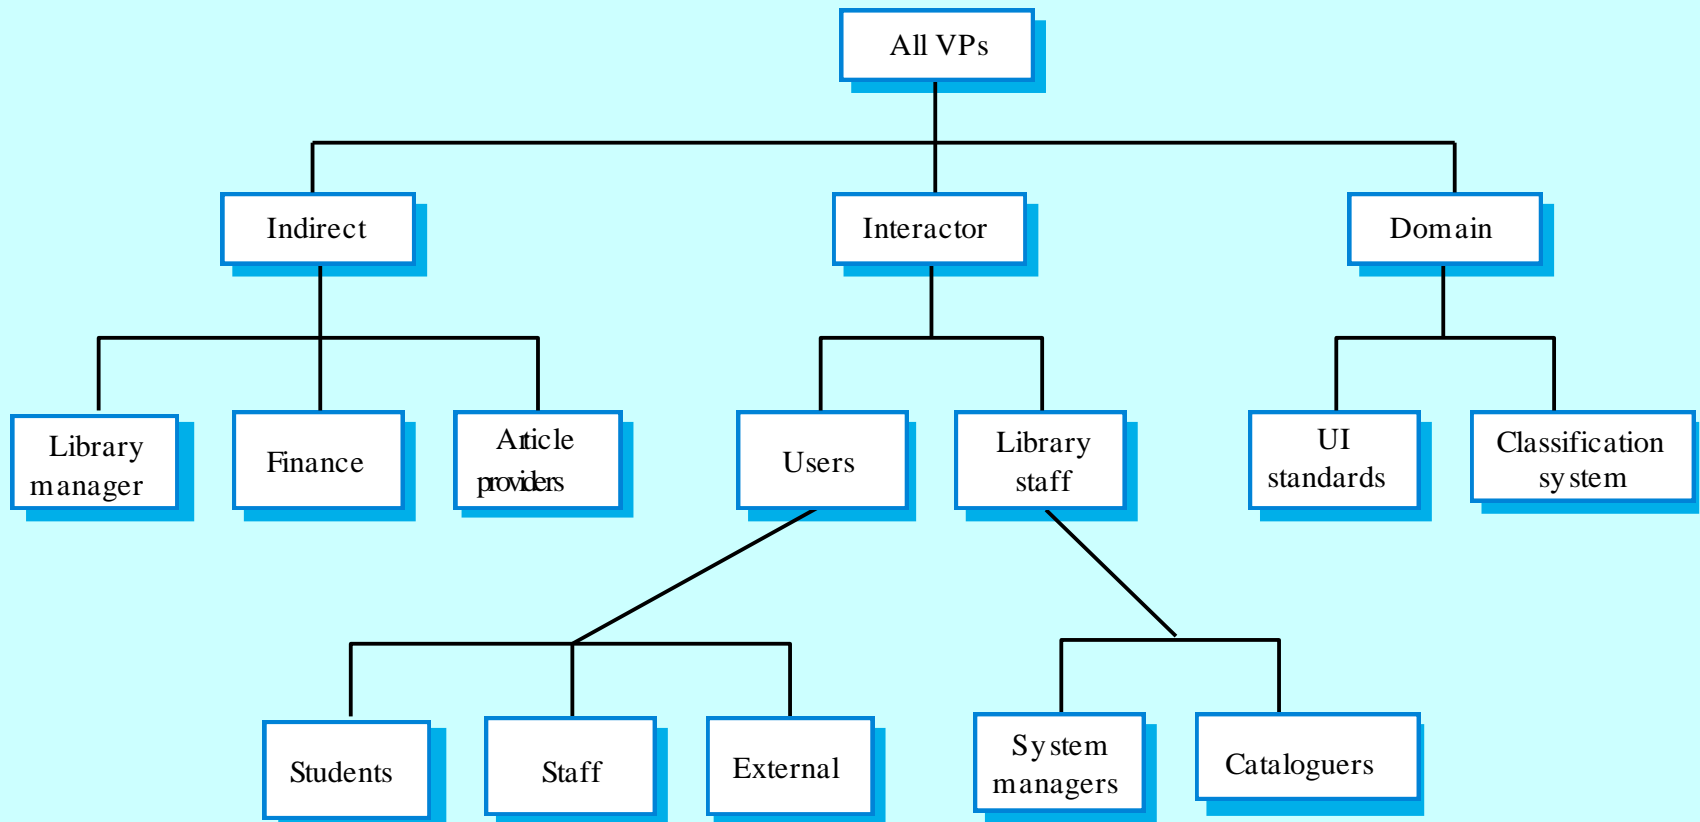 All VPs
Indirect
Interactor
Domain
Library
manager
Finance
Article
providers
Users
Library
staff
UI
standards
Classification
system
Students
Staff
External
System
managers
Cataloguers